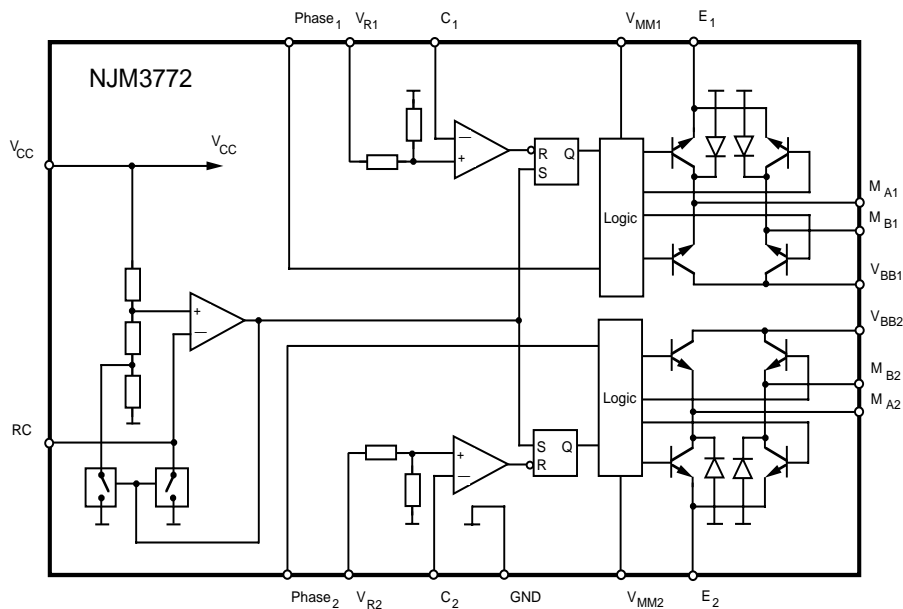 Phase1 VR1 C1 VMM1 E1
NJM3772
VCC
VCC
R Q
S
Logic
MA1
MB1
VBB1
+
−
−
+
VBB2
MB2
MA2
Logic
RC
S Q
R
+
−
Phase2 VR2 C2 GND VMM2 E2